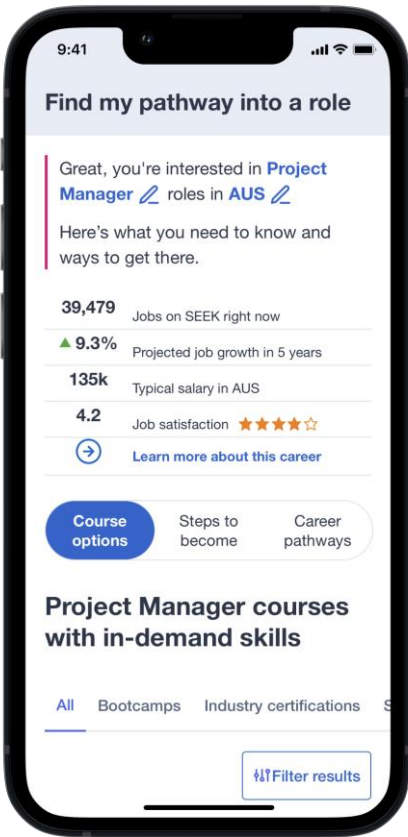 9:41
Find my pathway into a role
Great, you're interested in Project
Manager roles in AUS
Here's what you need to know and
ways to get there.
39,479 Jobs on SEEK right now
9.3% Projected job growth in 5 years
135k Typical salary in AUS
4.2 Job satisfaction
Learn more about this career
Course options
Steps to become
Career pathways
Project Manager courses
with in-demand skills
All Bootcamps Industry certifications S
Filter results